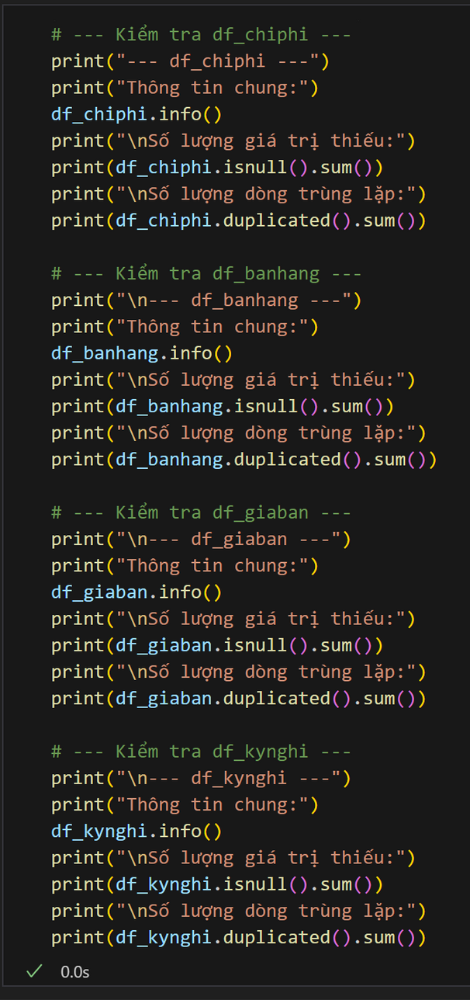 # --- Kiểm tra df_chiphi ---
print("--- df_chiphi ---")
print("Thông tin chung:")
df_chiphi.info()
print("\nSố lượng giá trị thiếu:")
print(df_chiphi.isnull().sum())
print("\nSố lượng dòng trùng lặp:")
print(df_chiphi.duplicated().sum())
# --- Kiểm tra df_banhang ---
print("\n--- df_banhang ---")
print("Thông tin chung:")
df_banhang.info()
print("\nSố lượng giá trị thiếu:")
print(df_banhang.isnull().sum())
print("\nSố lượng dòng trùng lặp:")
print(df_banhang.duplicated().sum())
# --- Kiểm tra df_giaban ---
print("\n--- df_giaban ---")
print("Thông tin chung:")
df_giaban.info()
print("\nSố lượng giá trị thiếu:")
print(df_giaban.isnull().sum())
print("\nSố lượng dòng trùng lặp:")
print(df_giaban.duplicated().sum())
# --- Kiểm tra df_kynghi ---
print("\n--- df_kynghi ---")
print("Thông tin chung:")
df_kynghi.info()
print("\nSố lượng giá trị thiếu:")
print(df_kynghi.isnull().sum())
print("\nSố lượng dòng trùng lặp:")
print(df_kynghi.duplicated().sum())
0.0s